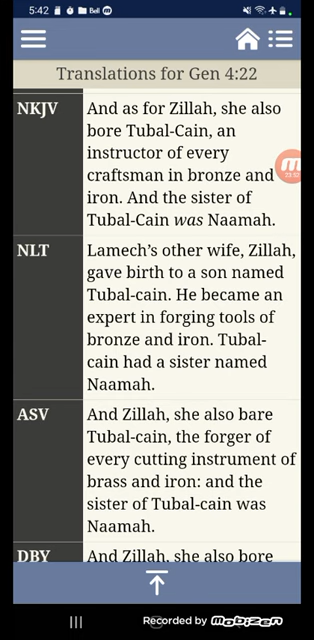 5:42 Bell
Translations for Gen 4:22
NKJV
And as for Zillah, she also
bore Tubal-Cain, an
instructor of every
craftsman in bronze and
iron. And the sister of
Tubal-Cain was Naamah.
NLT
Lamech's other wife, Zillah,
gave birth to a son named
Tubal-cain. He became an
expert in forging tools of
bronze and iron. Tubal-
cain had a sister named
Naamah.
ASV
And Zillah, she also bare
Tubal-cain, the forger of
every cutting instrument of
brass and iron: and the
sister of Tubal-cain was
Naamah.
DBY
And Zillah, she also bore
Recorded by Mobizen